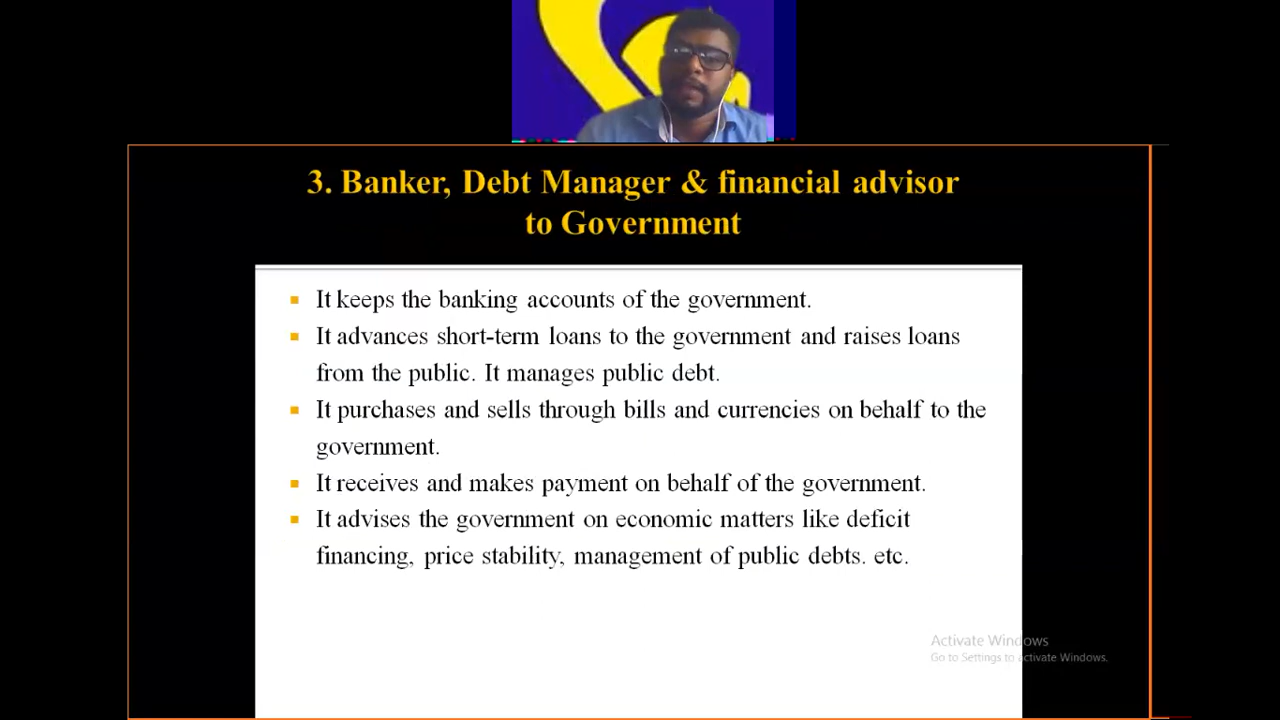 3. Banker, Debt Manager & financial advisor
to Government
It keeps the banking accounts of the government.
It advances short-term loans to the government and raises loans
from the public. It manages public debt.
It purchases and sells through bills and currencies on behalf to the
government.
It receives and makes payment on behalf of the government.
It advises the government on economic matters like deficit
financing, price stability, management of public debts. etc.
Activate Windows
Go to Settings to activate Windows.